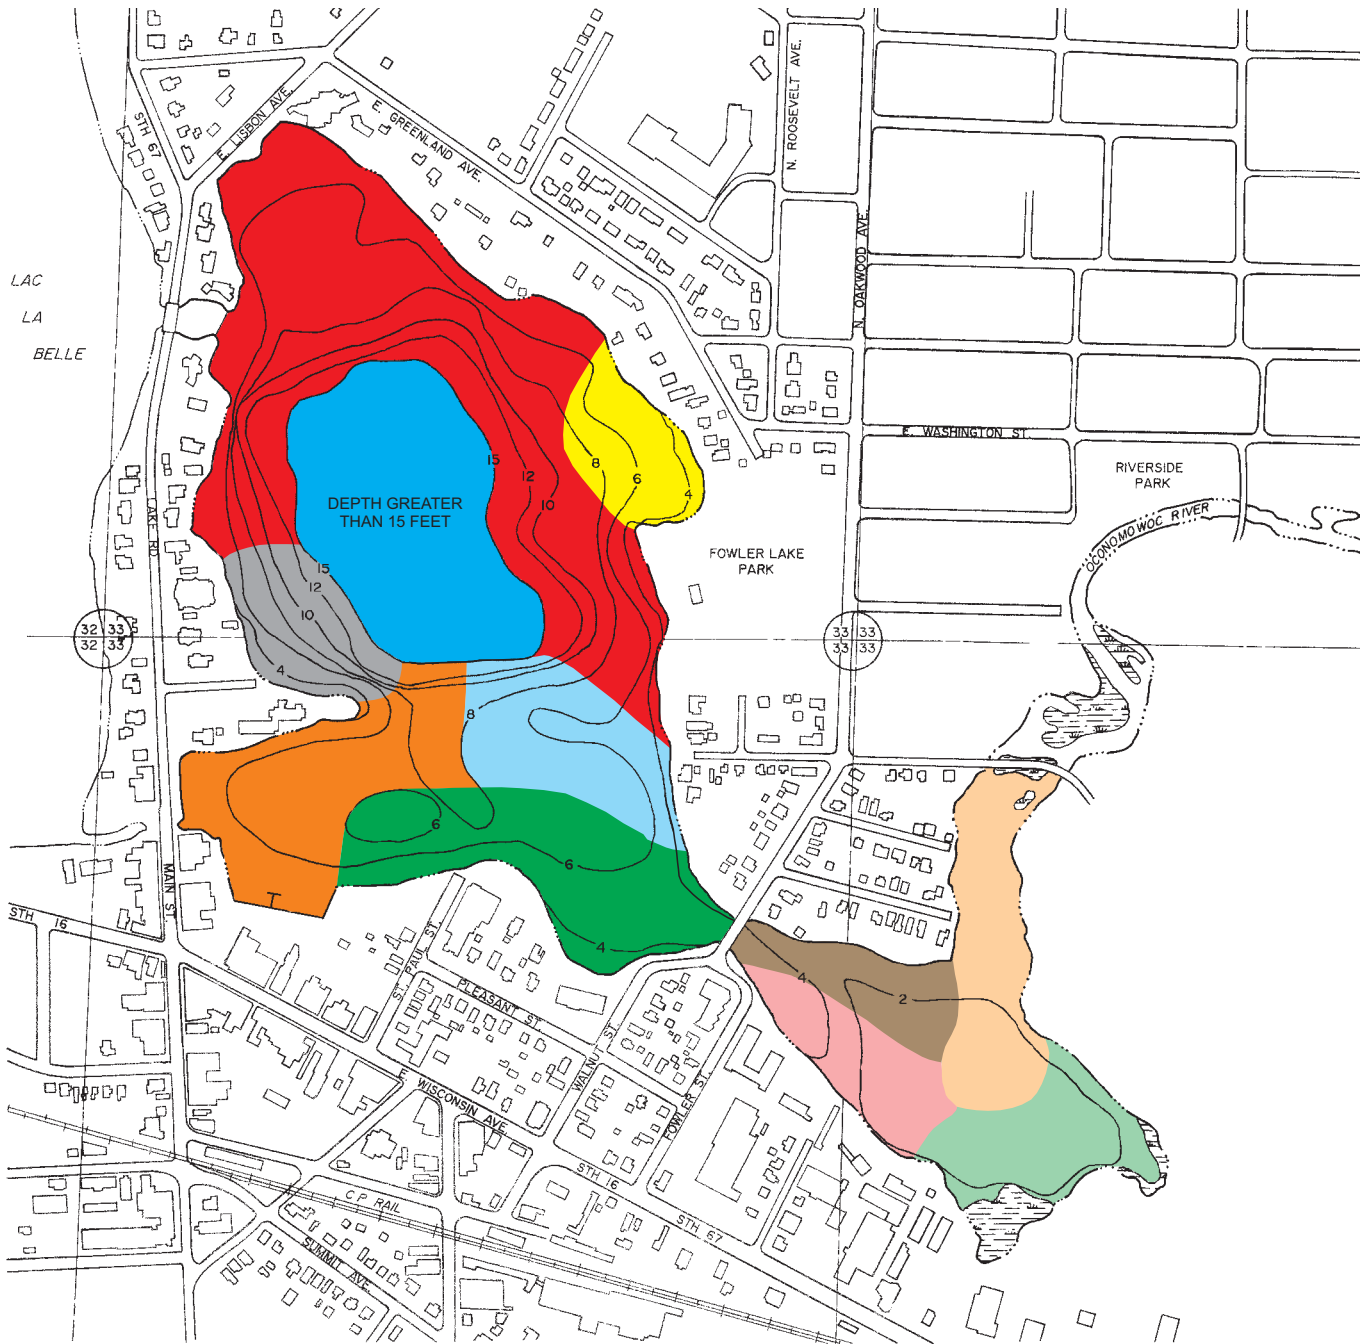 STH 67
E. LISBON AVE.
E. GREENLAND AVE.
N. ROOSEVELT AVE.
N. OAKWOOD AVE.
LAC
LA
BELLE
E. WASHINGTON ST.
RIVERSIDE
PARK
OCONOMOWOC RIVER
15
12
10
8
6
4
DEPTH GREATER
THAN 15 FEET
FOWLER LAKE
PARK
LAKE RD.
15
12
10
4
32 33
32 33
33 33
33 33
8
6
6
4
MAIN ST.
STH 16
ST. PAUL ST.
PLEASANT ST.
WALNUT ST.
FOWLER ST.
4
2
E. WISCONSIN AVE.
STH 16
STH 67
C P RAIL
SUMMIT AVE.